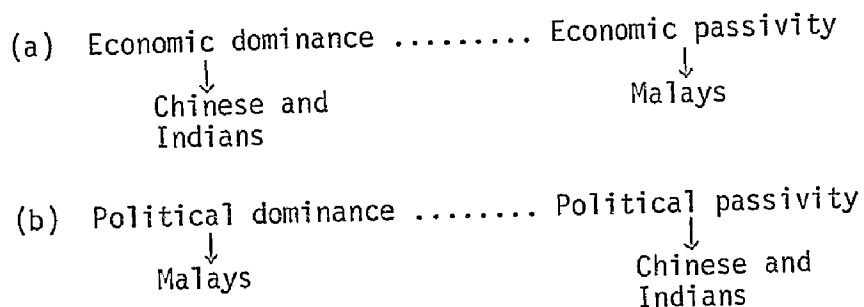 (a) Economic dominance ......... Economic passivity
Chinese and Indians
Malays
(b) Political dominance ........ Political passivity
Malays
Chinese and Indians